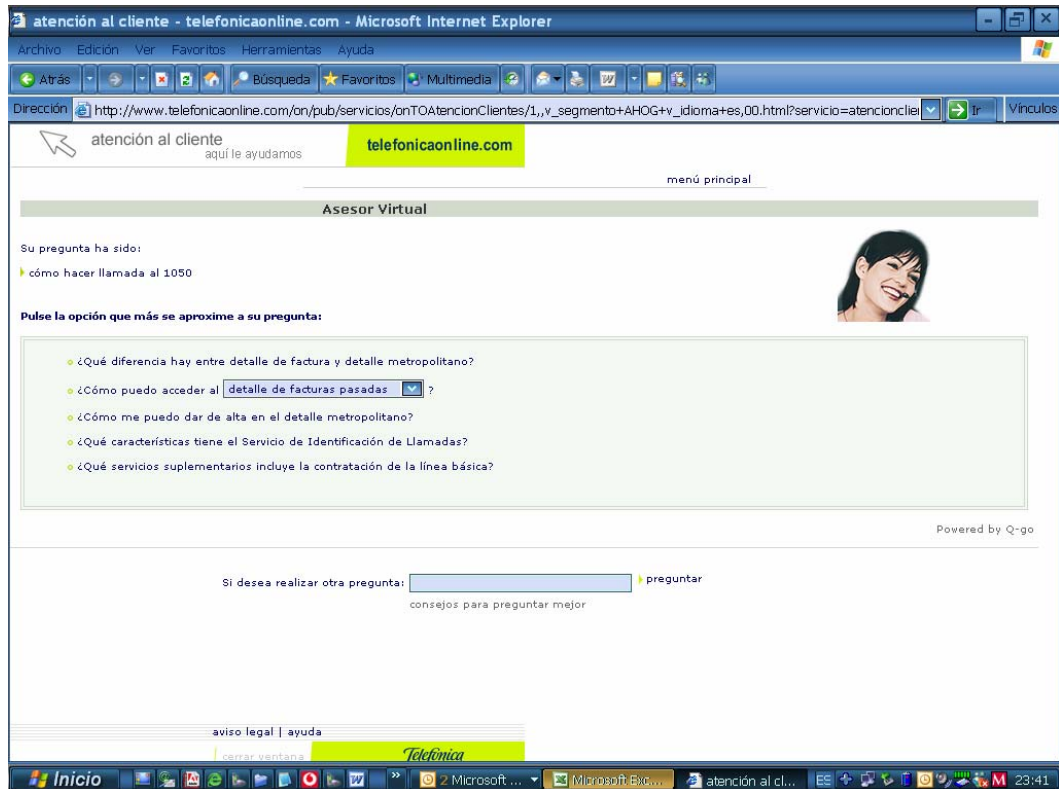 atención al cliente - telefonicaonline.com - Microsoft Internet Explorer
Archivo Edición Ver Favoritos Herramientas Ayuda
Atrás Búsqueda Favoritos Multimedia
Dirección http://www.telefonicaonline.com/on/pub/servicios/onTOAtencionClientes/1,,v_segmento+AHOG+v_idioma+es,00.html?servicio=atencionclie Ir Vínculos
atención al cliente
aquí le ayudamos
telefonicaonline.com
menú principal
Asesor Virtual
Su pregunta ha sido:
cómo hacer llamada al 1050
Pulse la opción que más se aproxime a su pregunta:
¿Qué diferencia hay entre detalle de factura y detalle metropolitano?
¿Cómo puedo acceder al detalle de facturas pasadas ?
¿Cómo me puedo dar de alta en el detalle metropolitano?
¿Qué características tiene el Servicio de Identificación de Llamadas?
¿Qué servicios suplementarios incluye la contratación de la línea básica?
Powered by Q-go
Si desea realizar otra pregunta: preguntar
consejos para preguntar mejor
aviso legal | ayuda
cerrar ventana Telefónica
Inicio » 2 Microsoft ... Microsoft Exc... atención al cl... ES 23:41